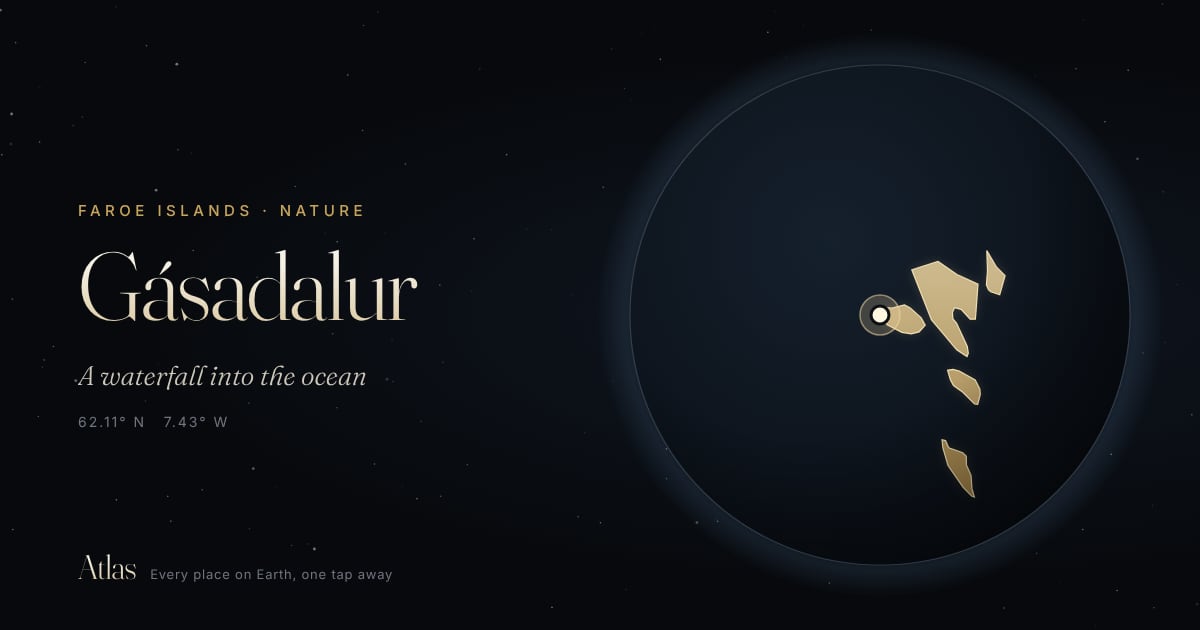 FAROE ISLANDS · NATURE
Gásadalur
A waterfall into the ocean
62.11° N 7.43° W
Atlas Every place on Earth, one tap away